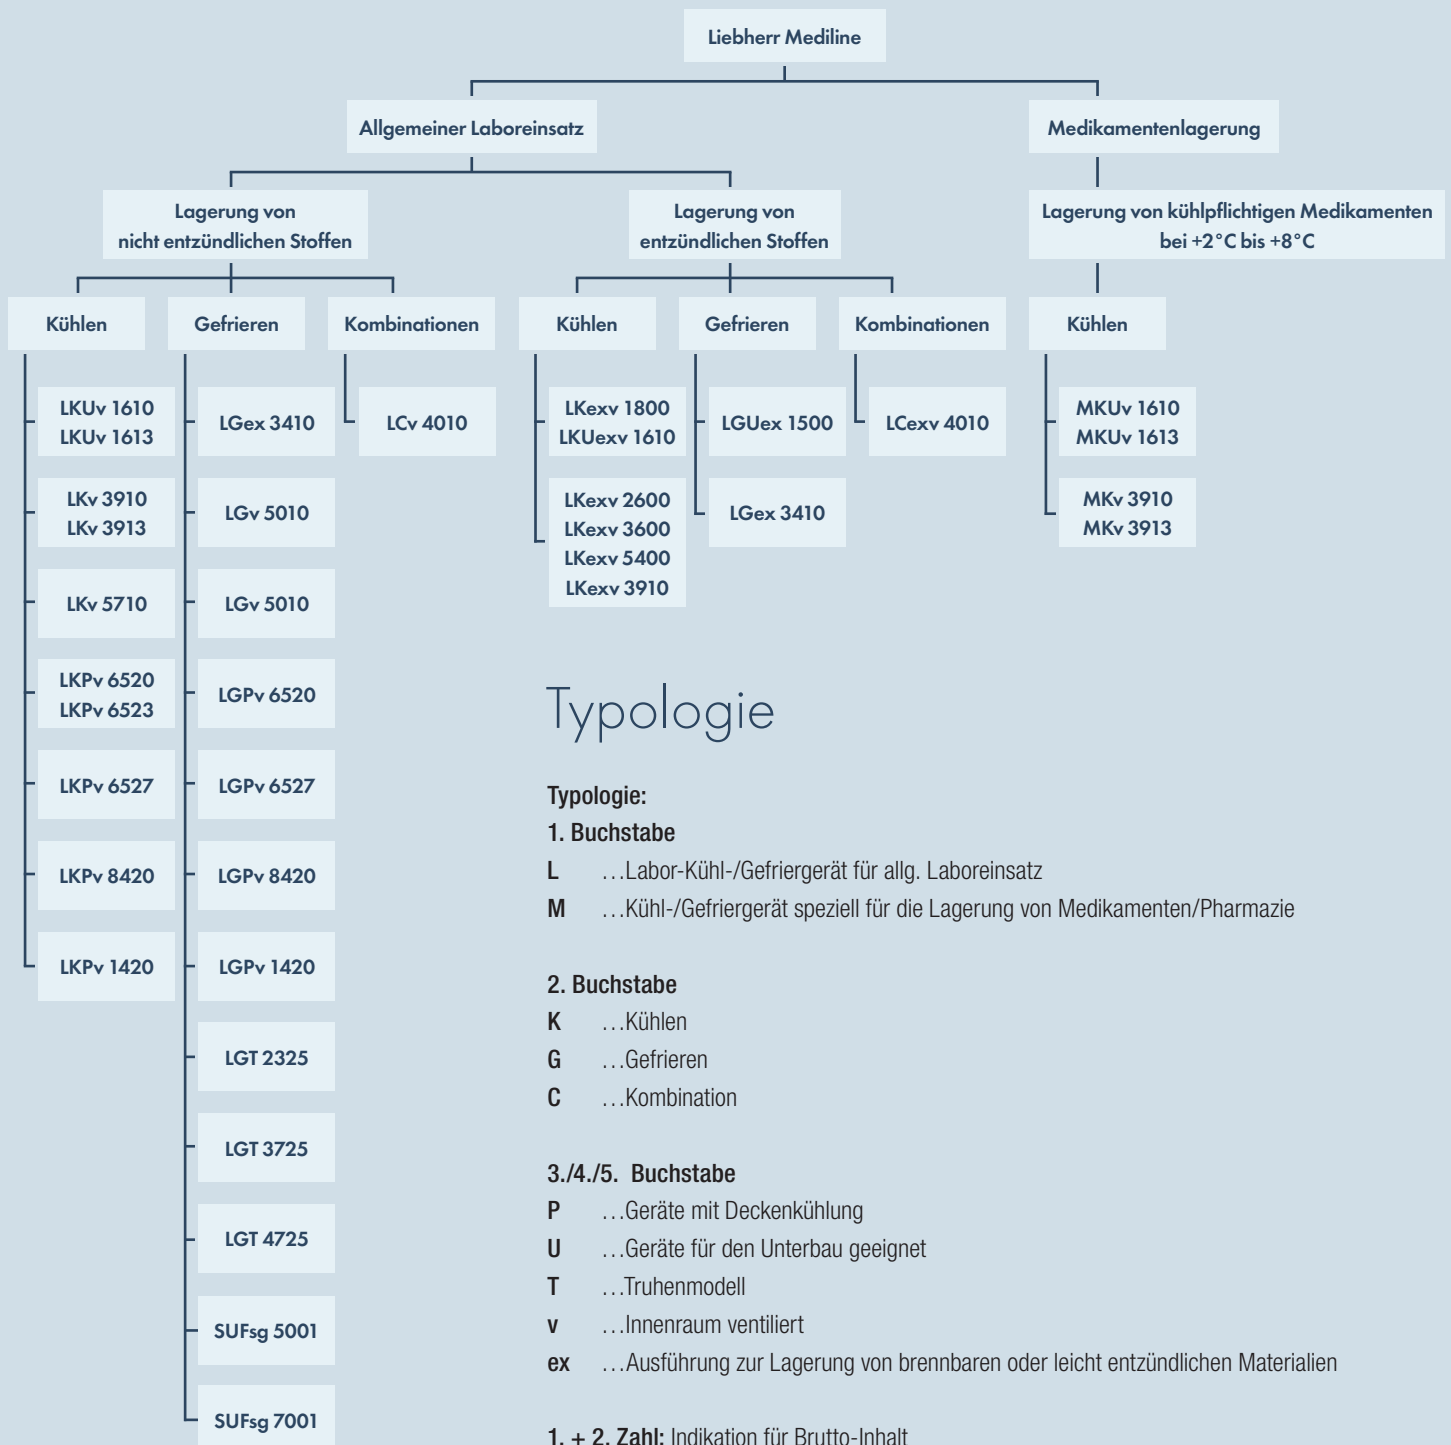 Liebherr Mediline
Allgemeiner Laboreinsatz
Medikamentenlagerung
Lagerung von
nicht entzündlichen Stoffen
Lagerung von
entzündlichen Stoffen
Lagerung von kühlpflichtigen Medikamenten
bei +2°C bis +8°C
Kühlen
Gefrieren
Kombinationen
Kühlen
Gefrieren
Kombinationen
Kühlen
LKUv 1610
LKUv 1613
LKv 3910
LKv 3913
LKv 5710
LKPv 6520
LKPv 6523
LKPv 6527
LKPv 8420
LKPv 1420
LGex 3410
LGv 5010
LGv 5010
LGPv 6520
LGPv 6527
LGPv 8420
LGPv 1420
LGT 2325
LGT 3725
LGT 4725
SUFsg 5001
SUFsg 7001
LCv 4010
LKexv 1800
LKUexv 1610
LKexv 2600
LKexv 3600
LKexv 5400
LKexv 3910
LGUex 1500
LGex 3410
LCexv 4010
MKUv 1610
MKUv 1613
MKv 3910
MKv 3913
Typologie
Typologie:
1. Buchstabe
L ...Labor-Kühl-/Gefriergerät für allg. Laboreinsatz
M ...Kühl-/Gefriergerät speziell für die Lagerung von Medikamenten/Pharmazie
2. Buchstabe
K ...Kühlen
G ...Gefrieren
C ...Kombination
3./4./5. Buchstabe
P ...Geräte mit Deckenkühlung
U ...Geräte für den Unterbau geeignet
T ...Truhenmodell
v ...Innenraum ventiliert
ex ...Ausführung zur Lagerung von brennbaren oder leicht entzündlichen Materialien
1. + 2. Zahl: Indikation für Brutto-Inhalt